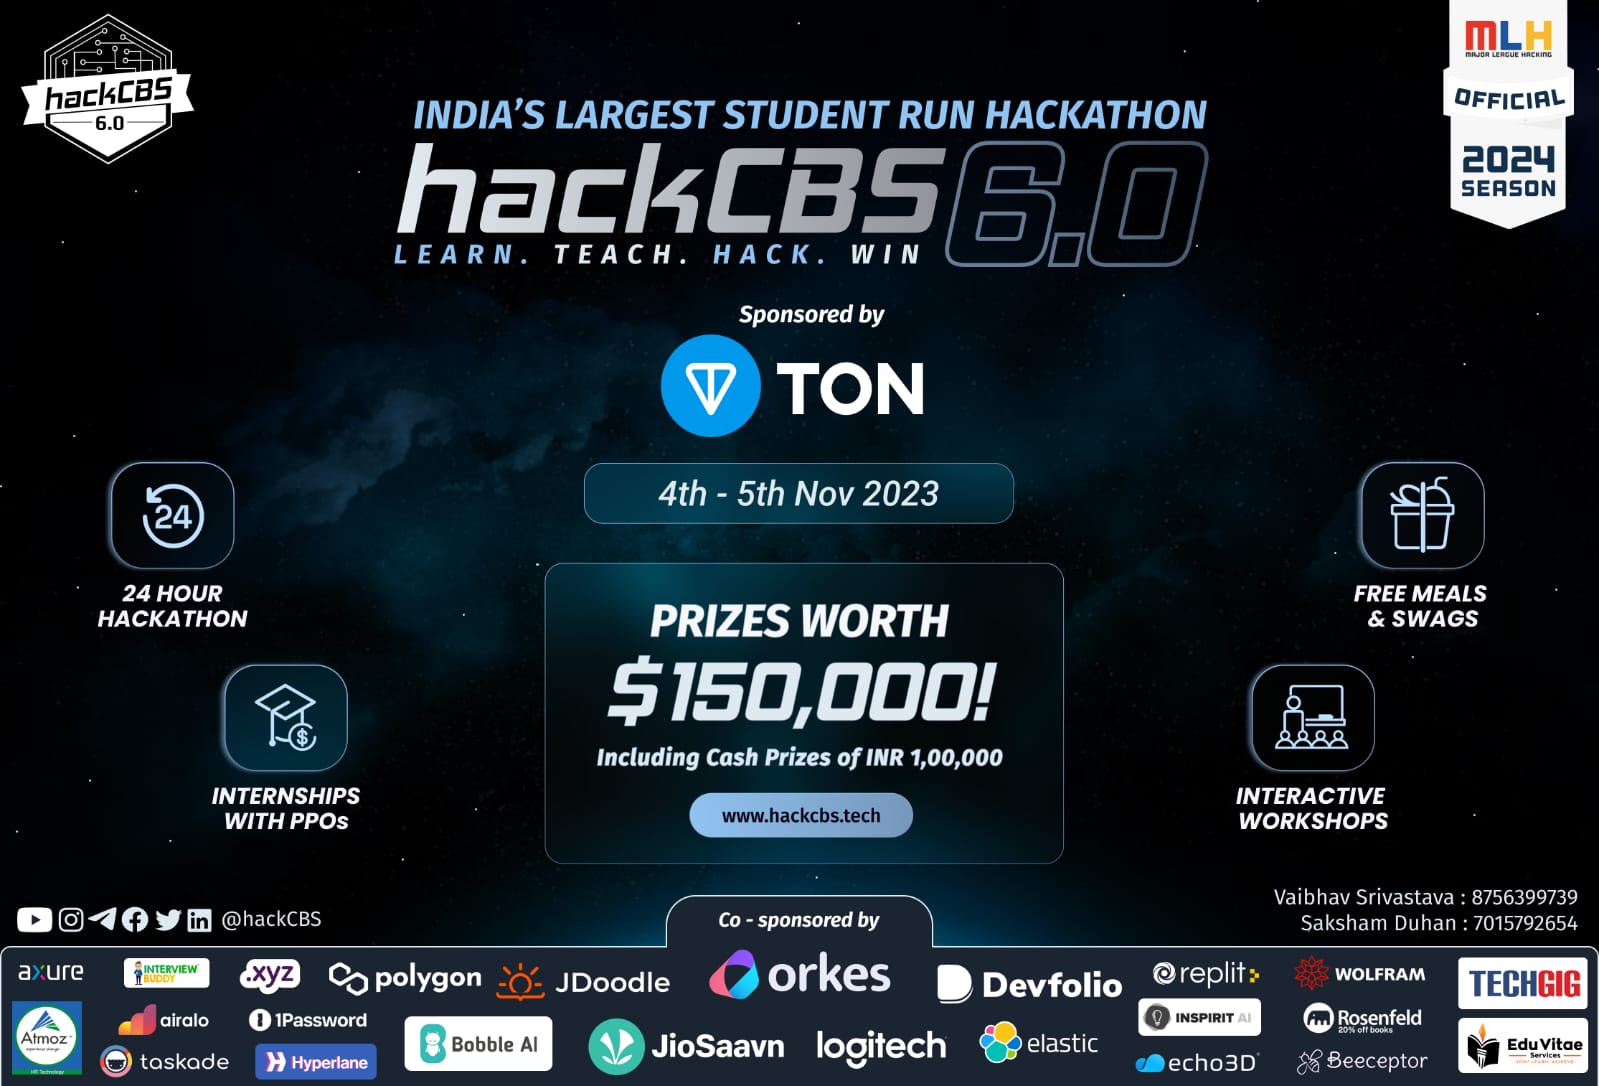 hackCBS
6.0
MLH
MAJOR LEAGUE HACKING
OFFICIAL
2024
SEASON
INDIA'S LARGEST STUDENT RUN HACKATHON
hackCBS 6.0
LEARN. TEACH. HACK. WIN
Sponsored by
TON
4th - 5th Nov 2023
24
24 HOUR
HACKATHON
FREE MEALS
& SWAGS
PRIZES WORTH
$150,000!
Including Cash Prizes of INR 1,00,000
www.hackcbs.tech
$
INTERNSHIPS
WITH PPOs
INTERACTIVE
WORKSHOPS
Vaibhav Srivastava : 8756399739
Saksham Duhan : 7015792654
@hackCBS
Co - sponsored by
axure
INTERVIEW
BUDDY
.xyz
polygon
JDoodle
orkes
Devfolio
replit
WOLFRAM
TECHGIG
Atmoz
HR Technology
airalo
1Password
Bobble AI
JioSaavn
logitech
elastic
INSPIRIT AI
Rosenfeld
20% off books
Edu Vitae
Services
taskade
Hyperlane
echo3D
Beeceptor